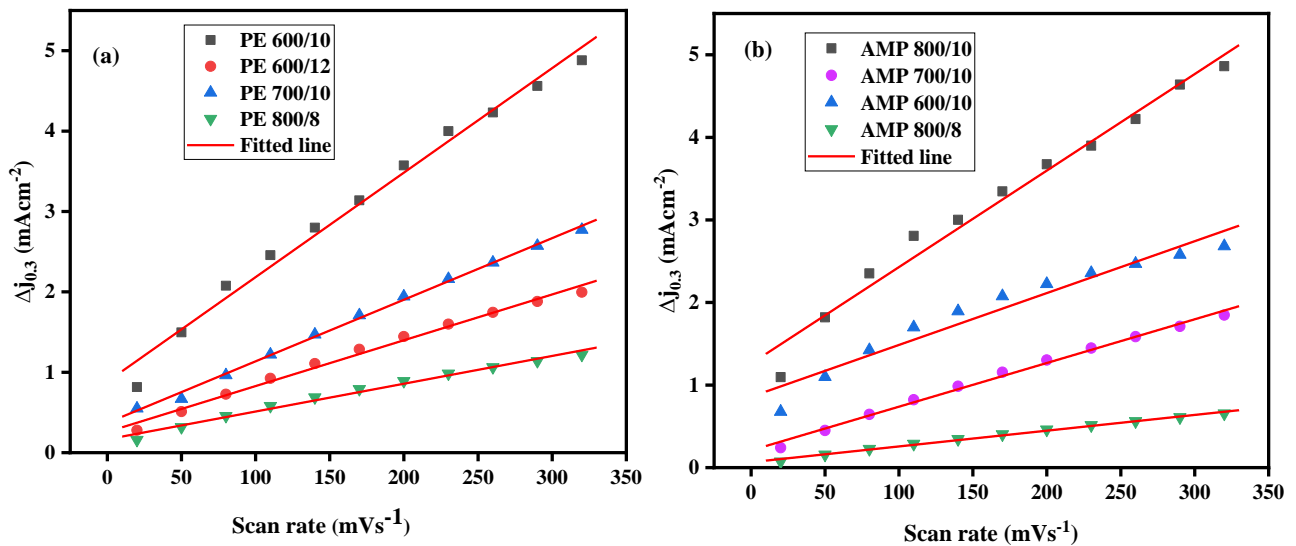 (a)
PE 600/10
PE 600/12
PE 700/10
PE 800/8
Fitted line
Δj0.3 (mAcm-2)
5
4
3
2
1
0
0 50 100 150 200 250 300 350
Scan rate (mVs-1)
(b)
AMP 800/10
AMP 700/10
AMP 600/10
AMP 800/8
Fitted line
Δj0.3 (mAcm-2)
5
4
3
2
1
0
0 50 100 150 200 250 300 350
Scan rate (mVs-1)